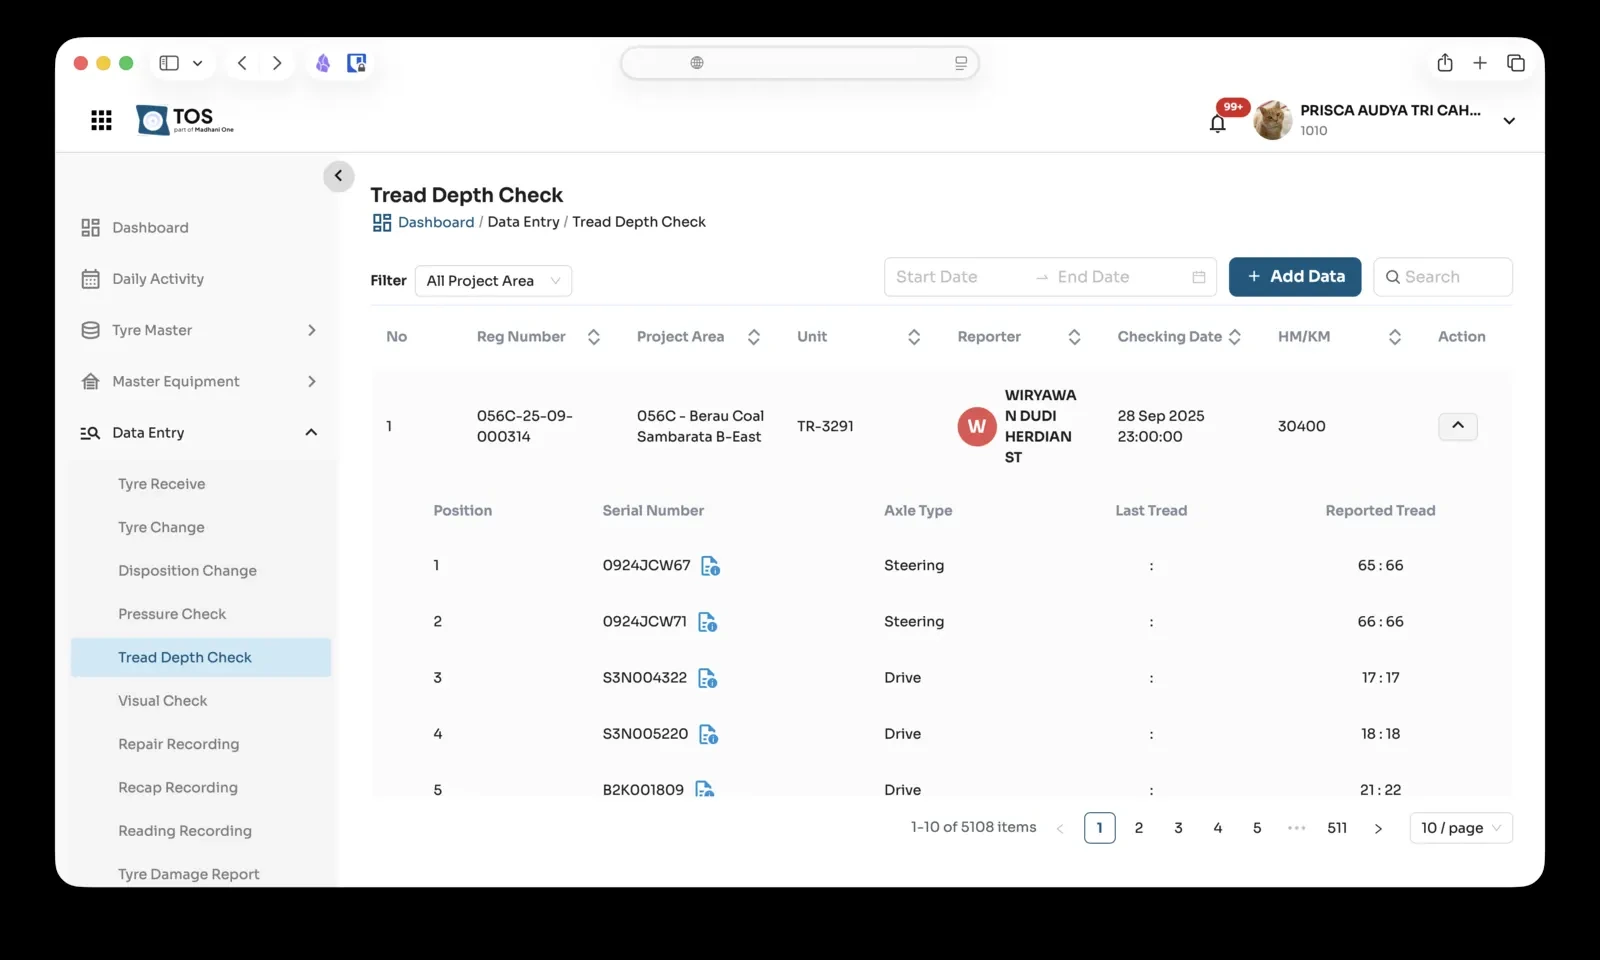 TOS
part of Madhani One
99+
PRISCA AUDYA TRI CAH...
1010
Dashboard
Daily Activity
Tyre Master
Master Equipment
Data Entry
Tyre Receive
Tyre Change
Disposition Change
Pressure Check
Tread Depth Check
Visual Check
Repair Recording
Recap Recording
Reading Recording
Tyre Damage Report
Tread Depth Check
Dashboard / Data Entry / Tread Depth Check
Filter All Project Area
Start Date → End Date
+ Add Data
Search
No Reg Number Project Area Unit Reporter Checking Date HM/KM Action
1
056C-25-09-
000314
056C - Berau Coal
Sambarata B-East
TR-3291
W
WIRYAWA
N DUDI
HERDIAN
ST
28 Sep 2025
23:00:00
30400
Position Serial Number Axle Type Last Tread Reported Tread
1 0924JCW67 Steering : 65 : 66
2 0924JCW71 Steering : 66 : 66
3 S3N004322 Drive : 17 : 17
4 S3N005220 Drive : 18 : 18
5 B2K001809 Drive : 21 : 22
1-10 of 5108 items < 1 2 3 4 5 ••• 511 > 10 / page